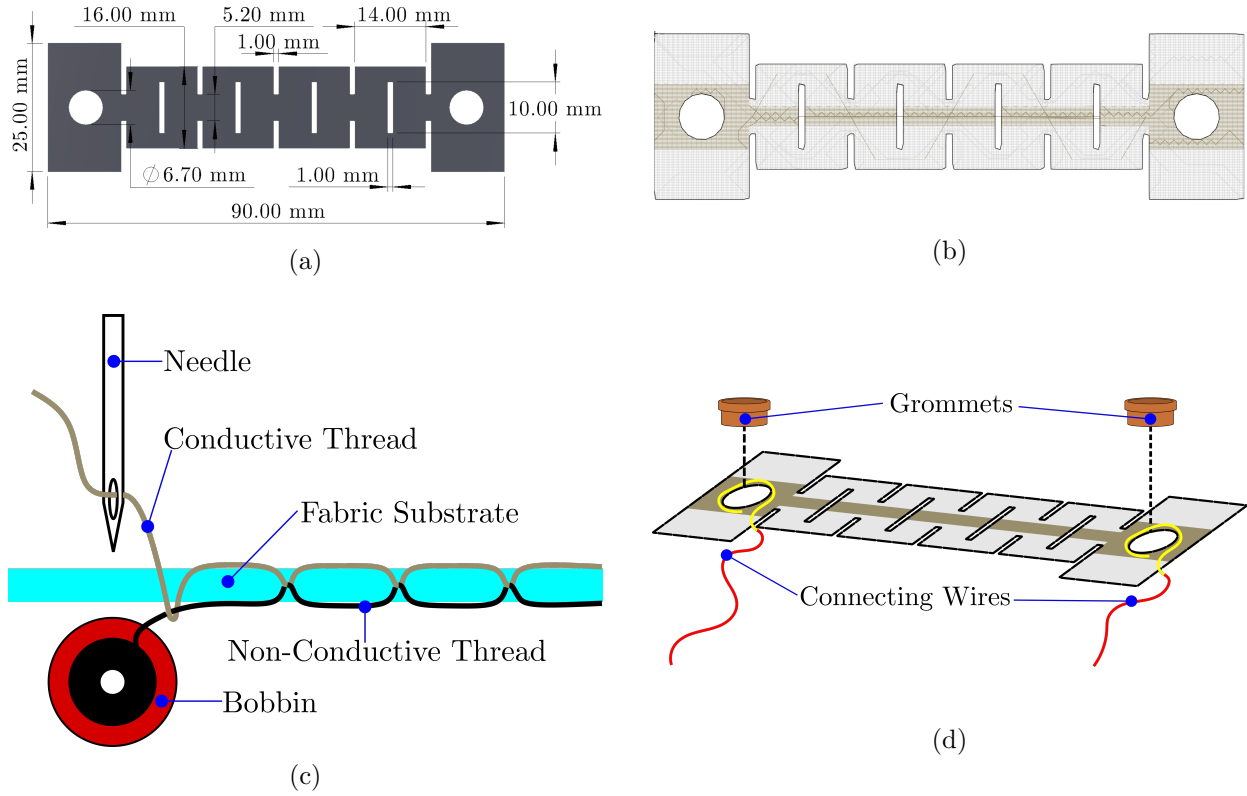 16.00 mm
5.20 mm
14.00 mm
1.00 mm
25.00 mm
10.00 mm
∅6.70 mm
1.00 mm
90.00 mm
(a)
(b)
Needle
Conductive Thread
Fabric Substrate
Non-Conductive Thread
Bobbin
(c)
Grommets
Connecting Wires
(d)